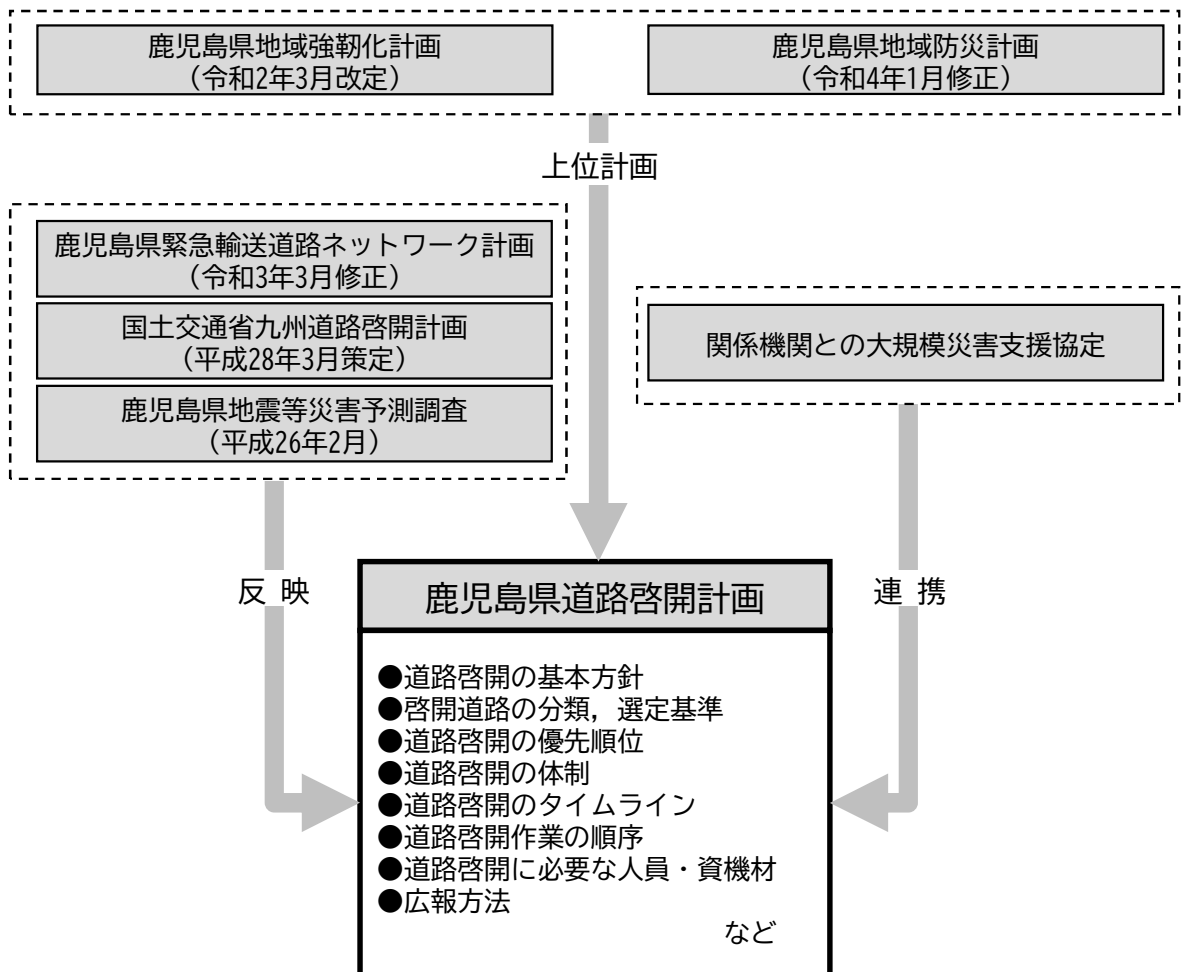 鹿児島県地域強靭化計画
（令和2年3月改定）
鹿児島県地域防災計画
（令和4年1月修正）
上位計画
鹿児島県緊急輸送道路ネットワーク計画
（令和3年3月修正）
国土交通省九州道路啓開計画
（平成28年3月策定）
鹿児島県地震等災害予測調査
（平成26年2月）
関係機関との大規模災害支援協定
反 映
連 携
鹿児島県道路啓開計画
●道路啓開の基本方針
●啓開道路の分類，選定基準
●道路啓開の優先順位
●道路啓開の体制
●道路啓開のタイムライン
●道路啓開作業の順序
●道路啓開に必要な人員・資機材
●広報方法
など